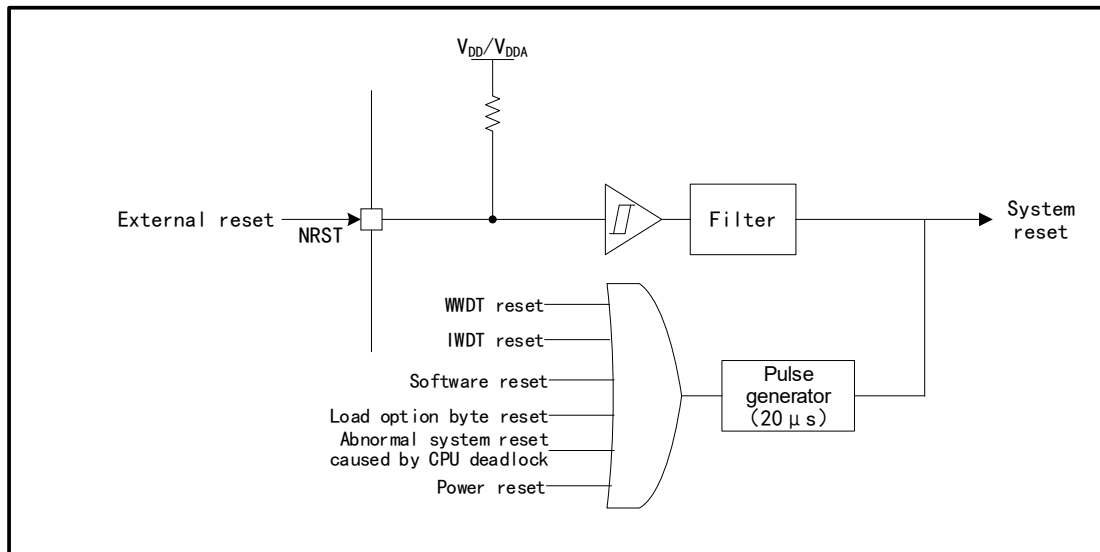 VDD/VDDA
External reset
NRST
Filter
System
reset
WWDT reset
IWDT reset
Software reset
Load option byte reset
Abnormal system reset
caused by CPU deadlock
Power reset
Pulse
generator
(20μs)